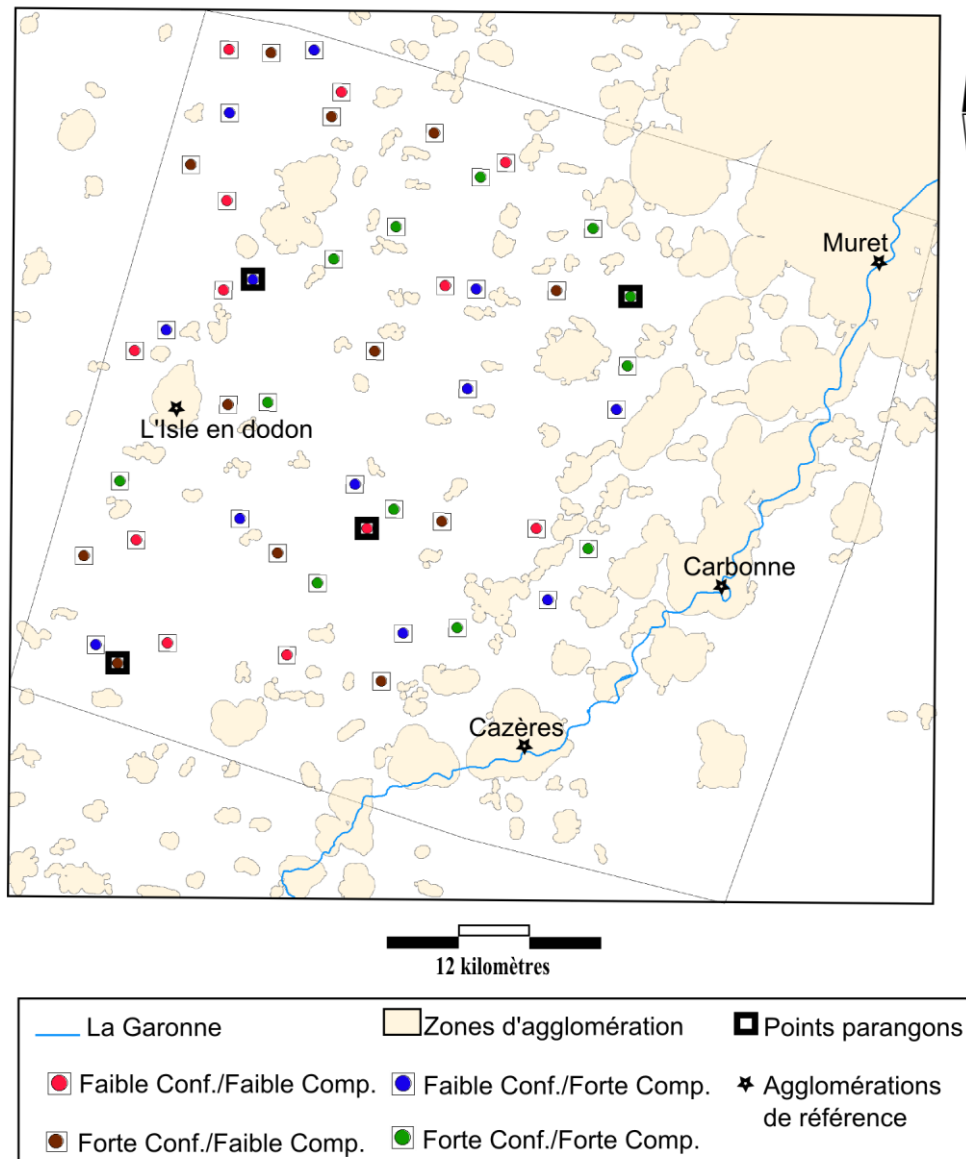 Muret
L'Isle en dodon
Carbonne
Cazères
12 kilomètres
La Garonne
Zones d'agglomération
Points parangons
Faible Conf./Faible Comp.
Faible Conf./Forte Comp.
Agglomérations
de référence
Forte Conf./Faible Comp.
Forte Conf./Forte Comp.